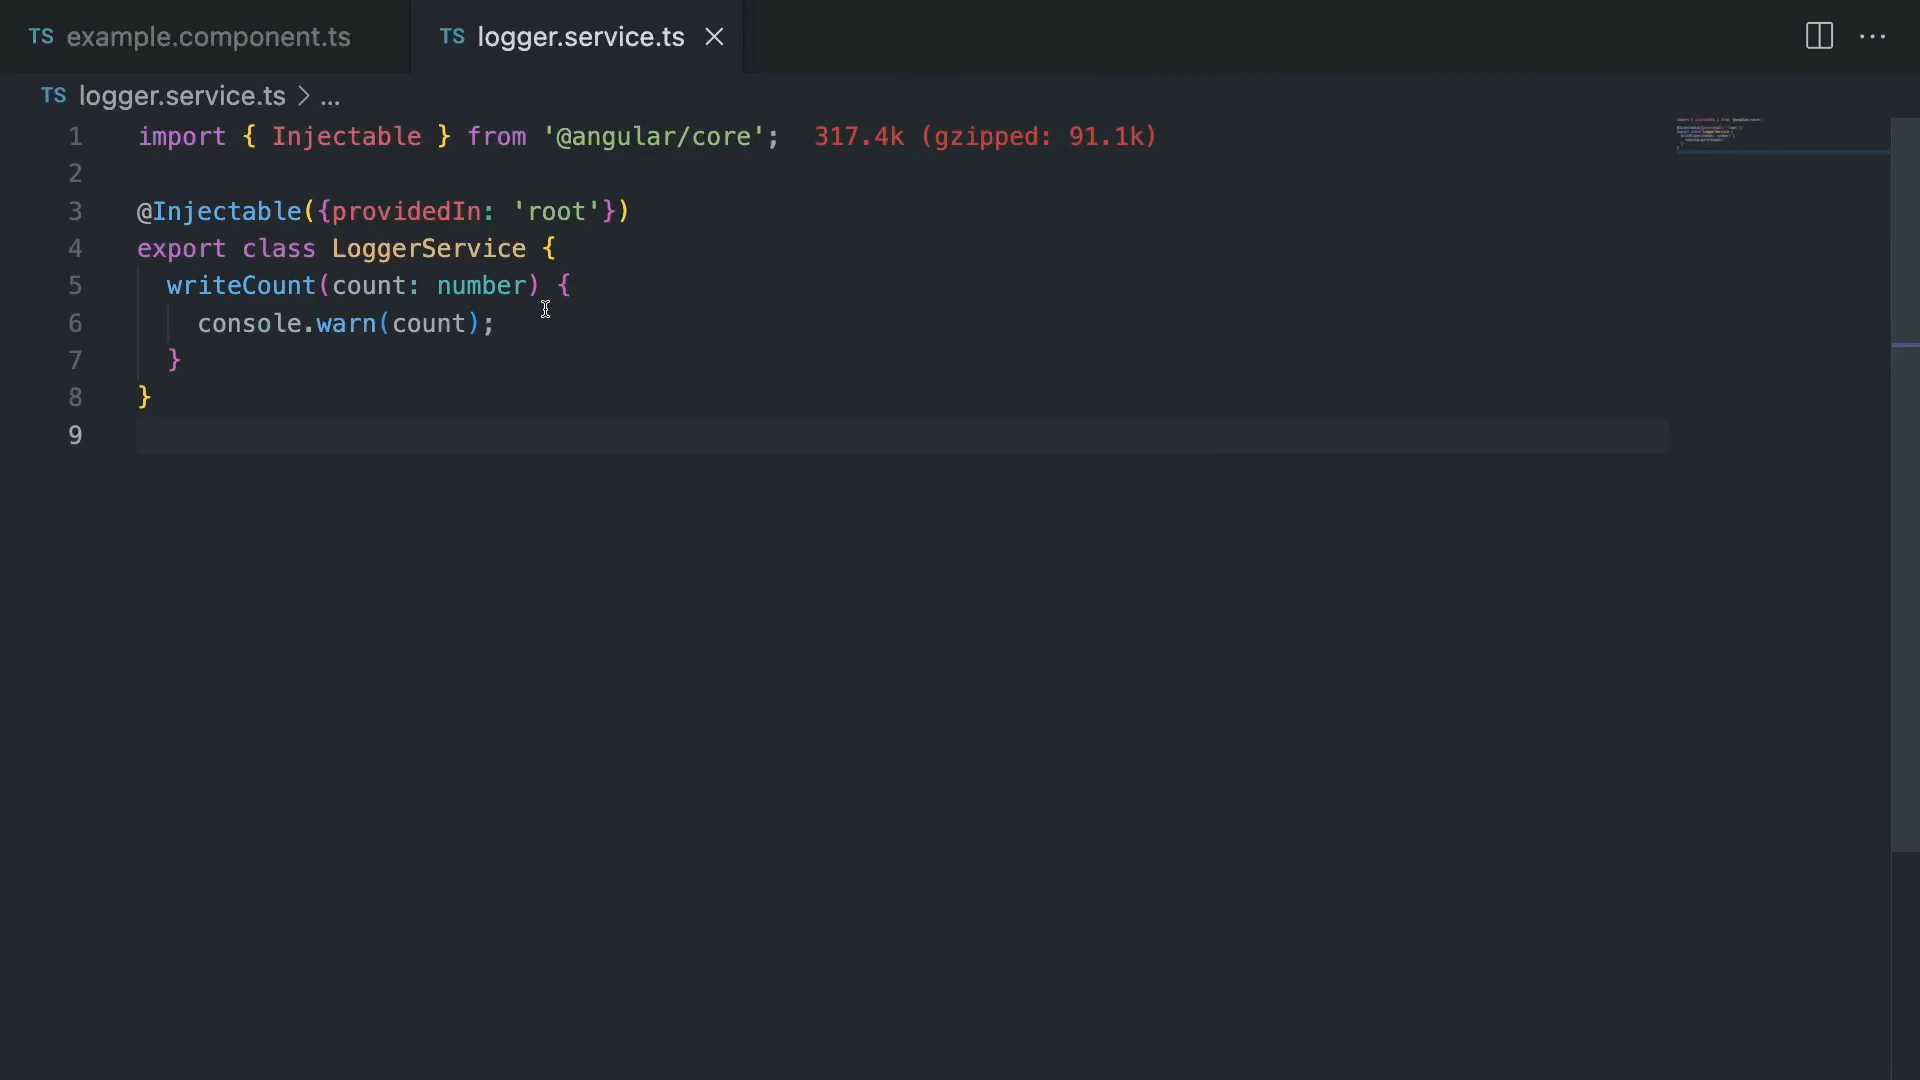 TS example.component.ts TS logger.service.ts
TS logger.service.ts > ...
1 import { Injectable } from '@angular/core'; 317.4k (gzipped: 91.1k)
2
3 @Injectable({providedIn: 'root'})
4 export class LoggerService {
5 writeCount(count: number) {
6 console.warn(count);
7 }
8 }
9